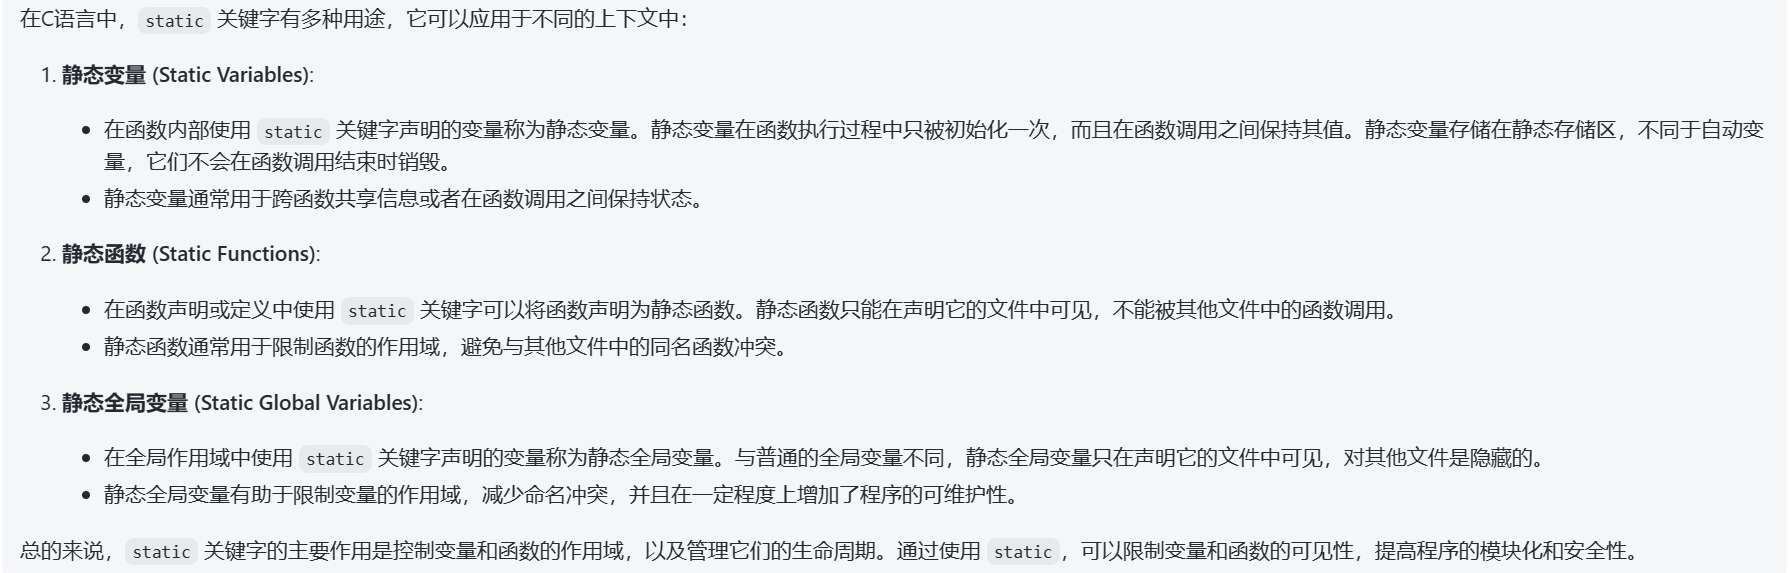 在C语言中，static 关键字有多种用途，它可以应用于不同的上下文中：
1. 静态变量 (Static Variables):
• 在函数内部使用 static 关键字声明的变量称为静态变量。静态变量在函数执行过程中只被初始化一次，而且在函数调用之间保持其值。静态变量存储在静态存储区，不同于自动变
量，它们不会在函数调用结束时销毁。
• 静态变量通常用于跨函数共享信息或者在函数调用之间保持状态。
2. 静态函数 (Static Functions):
• 在函数声明或定义中使用 static 关键字可以将函数声明为静态函数。静态函数只能在声明它的文件中可见，不能被其他文件中的函数调用。
• 静态函数通常用于限制函数的作用域，避免与其他文件中的同名函数冲突。
3. 静态全局变量 (Static Global Variables):
• 在全局作用域中使用 static 关键字声明的变量称为静态全局变量。与普通的全局变量不同，静态全局变量只在声明它的文件中可见，对其他文件是隐藏的。
• 静态全局变量有助于限制变量的作用域，减少命名冲突，并且在一定程度上增加了程序的可维护性。
总的来说，static 关键字的主要作用是控制变量和函数的作用域，以及管理它们的生命周期。通过使用 static，可以限制变量和函数的可见性，提高程序的模块化和安全性。